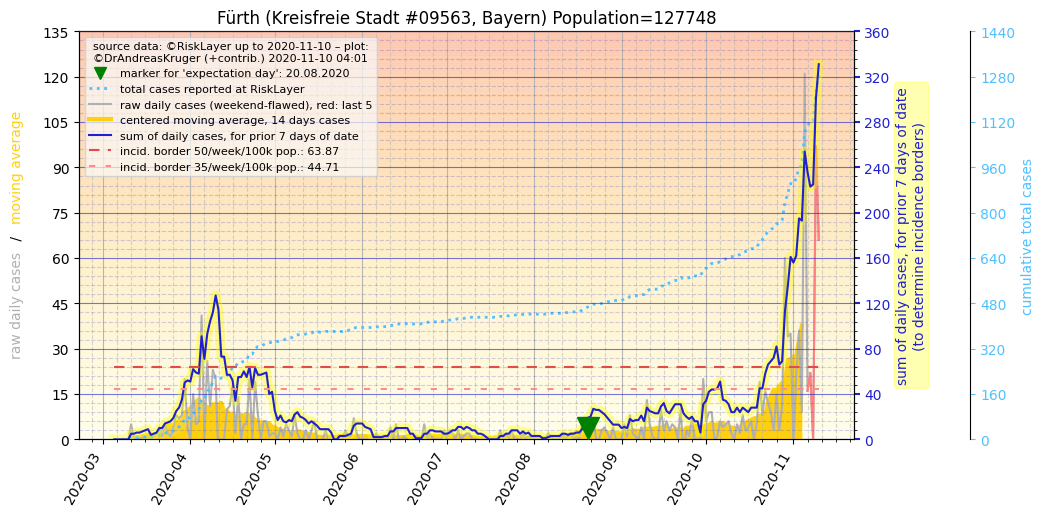 Fürth (Kreisfreie Stadt #09563, Bayern) Population=127748
source data: ©RiskLayer up to 2020-11-10 – plot:
©DrAndreasKruger (+contrib.) 2020-11-10 04:01
marker for 'expectation day': 20.08.2020
total cases reported at RiskLayer
raw daily cases (weekend-flawed), red: last 5
centered moving average, 14 days cases
sum of daily cases, for prior 7 days of date
incid. border 50/week/100k pop.: 63.87
incid. border 35/week/100k pop.: 44.71
raw daily cases / moving average
135
120
105
90
75
60
45
30
15
0
2020-03
2020-04
2020-05
2020-06
2020-07
2020-08
2020-09
2020-10
2020-11
360
320
280
240
200
160
120
80
40
0
sum of daily cases, for prior 7 days of date
(to determine incidence borders)
1440
1280
1120
960
800
640
480
320
160
0
cumulative total cases